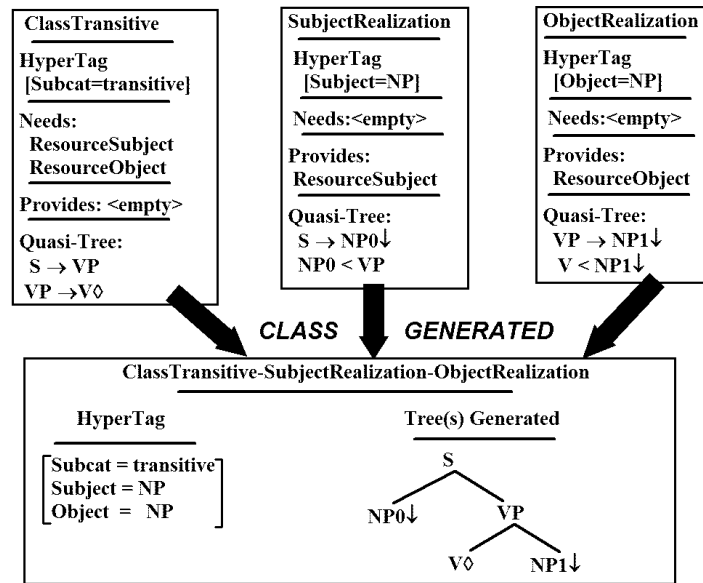 ClassTransitive
HyperTag
[Subcat=transitive]
Needs:
ResourceSubject
ResourceObject
Provides: <empty>
Quasi-Tree:
S → VP
VP →V◊
SubjectRealization
HyperTag
[Subject=NP]
Needs:<empty>
Provides:
ResourceSubject
Quasi-Tree:
S → NP0↓
NP0 < VP
ObjectRealization
HyperTag
[Object=NP]
Needs:<empty>
Provides:
ResourceObject
Quasi-Tree:
VP → NP1↓
V < NP1↓
CLASS GENERATED
ClassTransitive-SubjectRealization-ObjectRealization
HyperTag
Subcat = transitive
Subject = NP
Object = NP
Tree(s) Generated
S
NP0↓ VP
V◊ NP1↓